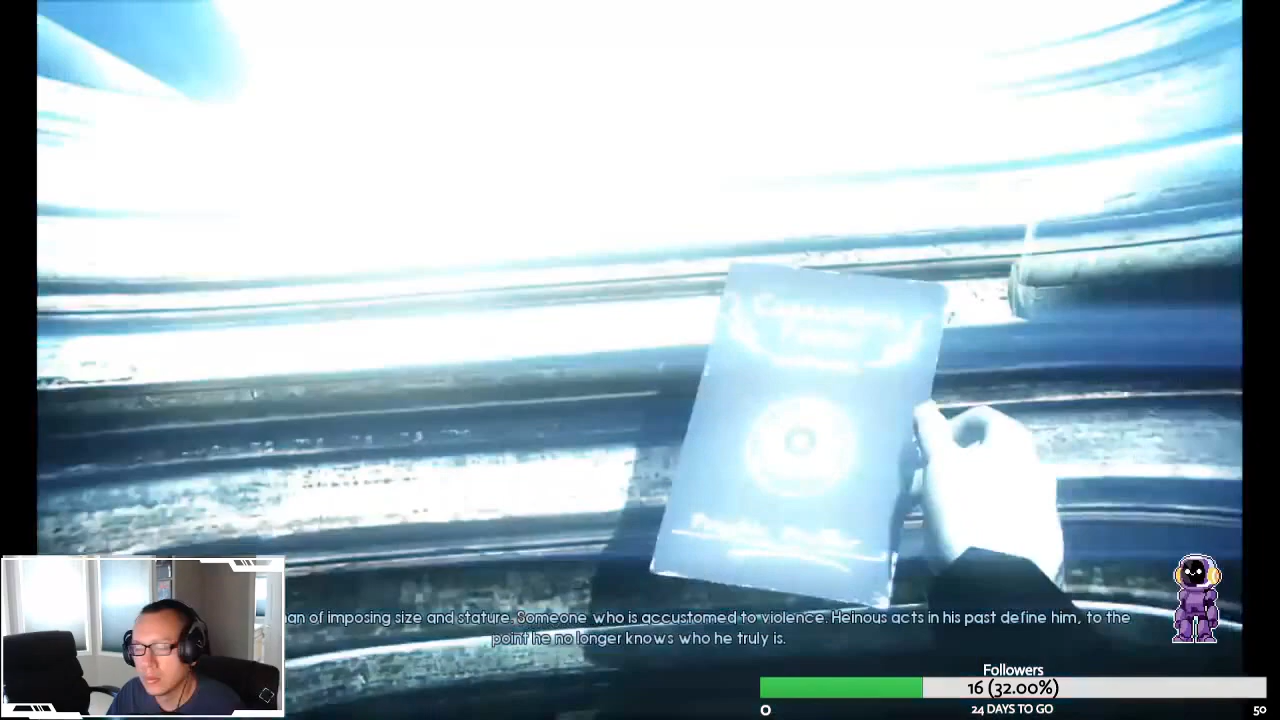 an of imposing size and stature. Someone who is accustomed to violence. Heinous acts in his past define him, to the
point he no longer knows who he truly is.
Followers
16 (32.00%)
0
24 DAYS TO GO
50